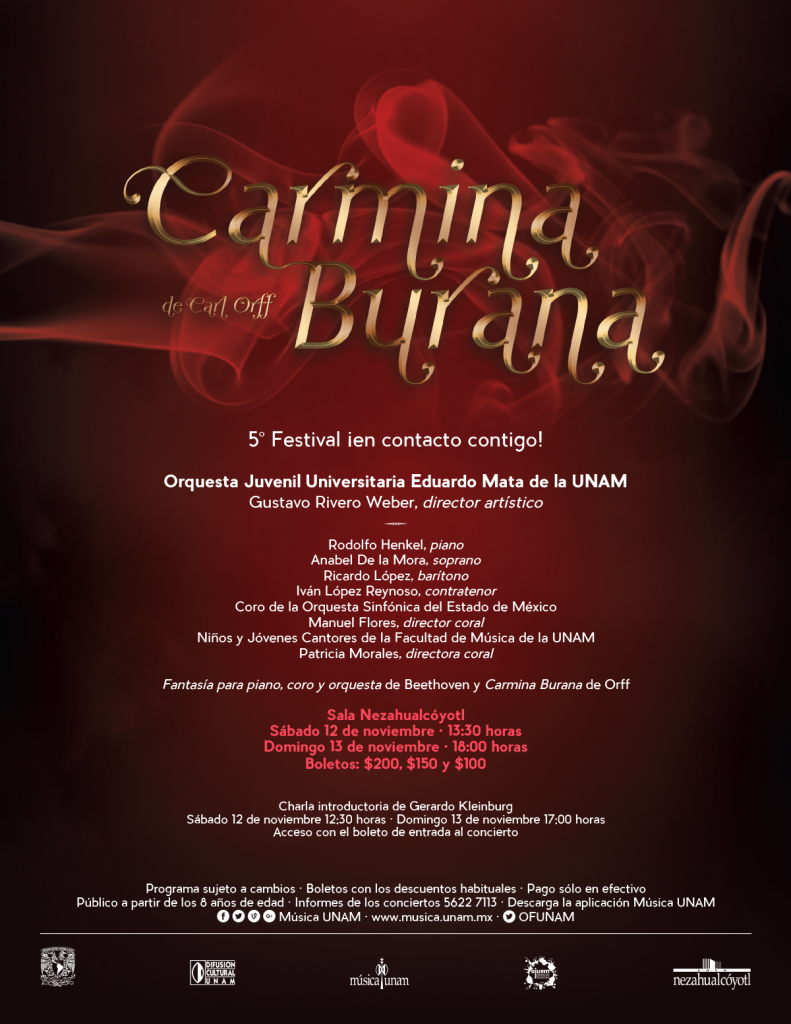 Carmina
de Carl Orff
Burana
5° Festival ¡en contacto contigo!
Orquesta Juvenil Universitaria Eduardo Mata de la UNAM
Gustavo Rivero Weber, director artístico
Rodolfo Henkel, piano
Anabel De la Mora, soprano
Ricardo López, barítono
Iván López Reynoso, contratenor
Coro de la Orquesta Sinfónica del Estado de México
Manuel Flores, director coral
Niños y Jóvenes Cantores de la Facultad de Música de la UNAM
Patricia Morales, directora coral
Fantasía para piano, coro y orquesta de Beethoven y Carmina Burana de Orff
Sala Nezahualcóyotl
Sábado 12 de noviembre · 13:30 horas
Domingo 13 de noviembre · 18:00 horas
Boletos: $200, $150 y $100
Charla introductoria de Gerardo Kleinburg
Sábado 12 de noviembre 12:30 horas · Domingo 13 de noviembre 17:00 horas
Acceso con el boleto de entrada al concierto
Programa sujeto a cambios · Boletos con los descuentos habituales · Pago sólo en efectivo
Público a partir de los 8 años de edad · Informes de los conciertos 5622 7113 · Descarga la aplicación Música UNAM
Música UNAM · www.musica.unam.mx · OFUNAM
DIFUSION
CULTURAL
UNAM
música unam
ojuem
nezahualcóyotl